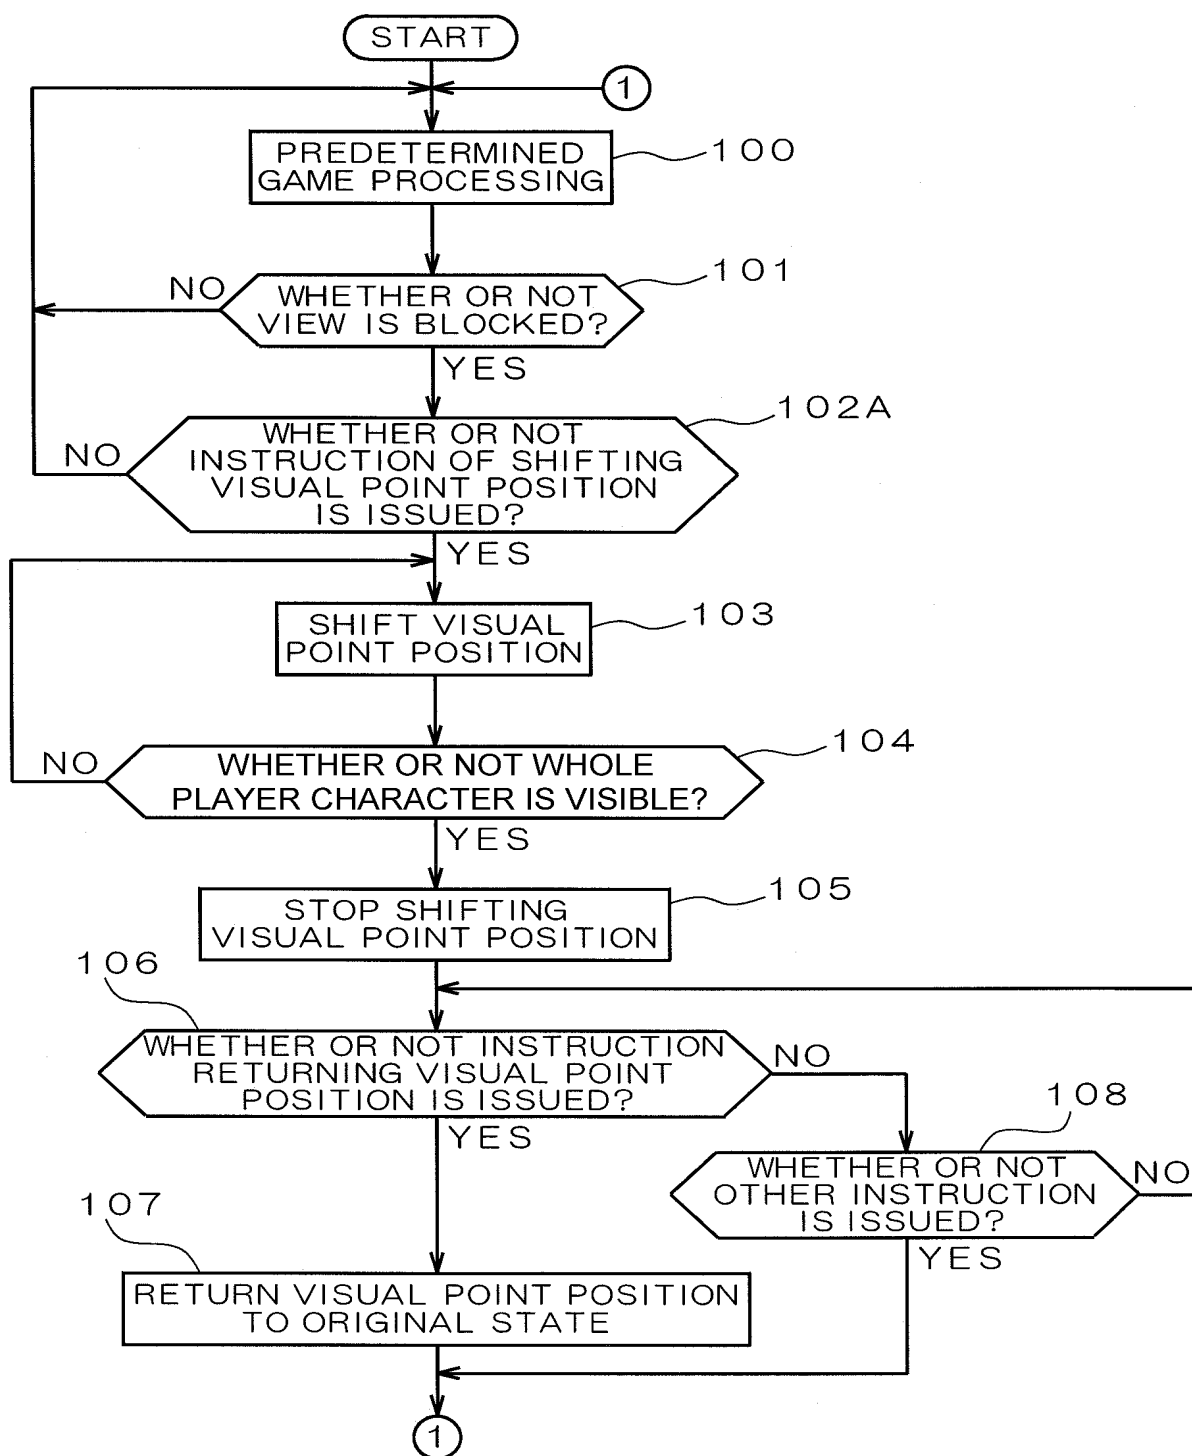 START
1
PREDETERMINED
GAME PROCESSING
100
WHETHER OR NOT
VIEW IS BLOCKED?
101
NO
YES
WHETHER OR NOT
INSTRUCTION OF SHIFTING
VISUAL POINT POSITION
IS ISSUED?
102A
NO
YES
SHIFT VISUAL
POINT POSITION
103
WHETHER OR NOT WHOLE
PLAYER CHARACTER IS VISIBLE?
104
NO
YES
STOP SHIFTING
VISUAL POINT POSITION
105
106
WHETHER OR NOT INSTRUCTION
RETURNING VISUAL POINT
POSITION IS ISSUED?
NO
YES
108
WHETHER OR NOT
OTHER INSTRUCTION
IS ISSUED?
NO
YES
107
RETURN VISUAL POINT POSITION
TO ORIGINAL STATE
1